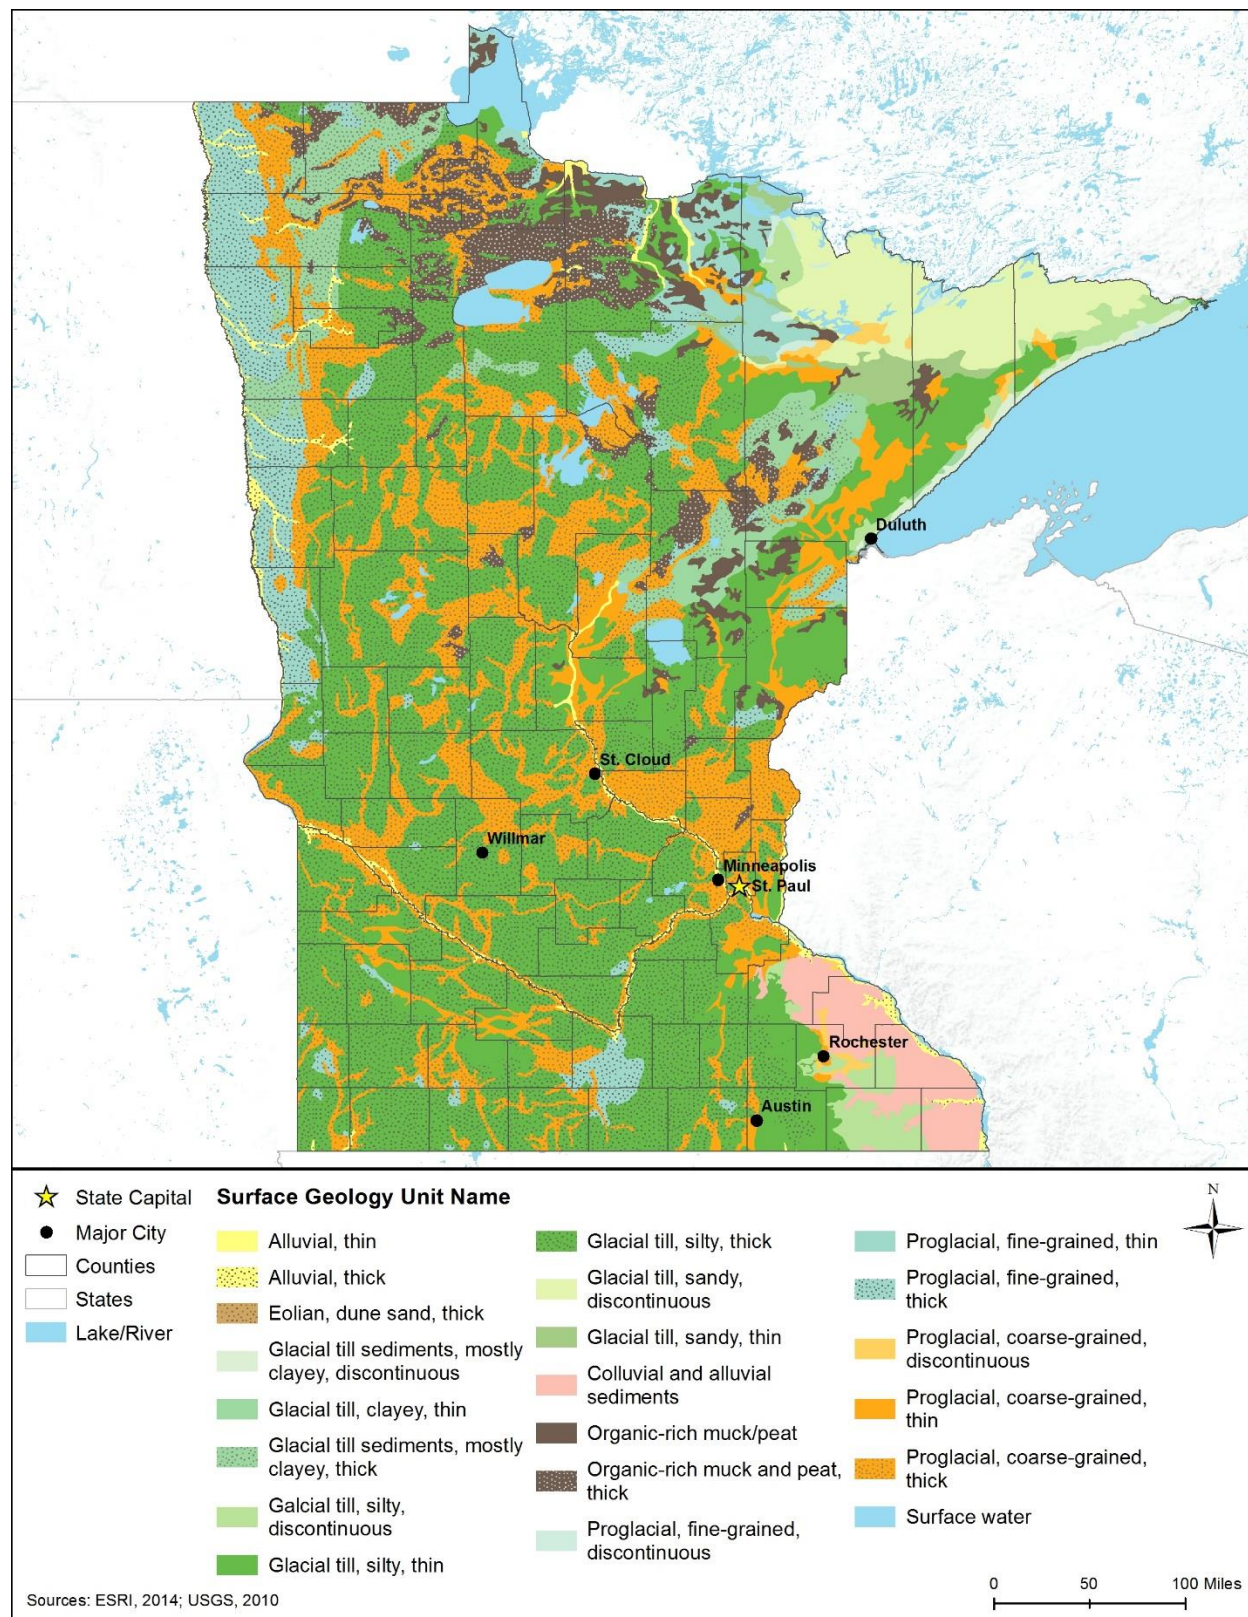 Duluth
St. Cloud
Willmar
Minneapolis
St. Paul
Rochester
Austin
State Capital
Major City
Counties
States
Lake/River
Surface Geology Unit Name
Alluvial, thin
Alluvial, thick
Eolian, dune sand, thick
Glacial till sediments, mostly
clayey, discontinuous
Glacial till, clayey, thin
Glacial till sediments, mostly
clayey, thick
Galcial till, silty,
discontinuous
Glacial till, silty, thin
Glacial till, silty, thick
Glacial till, sandy,
discontinuous
Glacial till, sandy, thin
Colluvial and alluvial
sediments
Organic-rich muck/peat
Organic-rich muck and peat,
thick
Proglacial, fine-grained,
discontinuous
Proglacial, fine-grained, thin
Proglacial, fine-grained,
thick
Proglacial, coarse-grained,
discontinuous
Proglacial, coarse-grained,
thin
Proglacial, coarse-grained,
thick
Surface water
N
0 50 100 Miles
Sources: ESRI, 2014; USGS, 2010